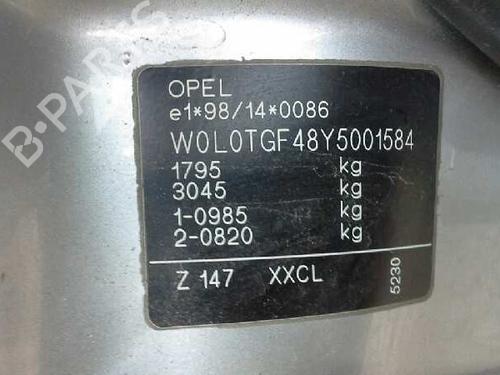 B-PARTS
OPEL
e1*98/14*0086
W0L0TGF48Y5001584
1795 kg
3045 kg
1-0985 kg
2-0820 kg
Z 147 XXCL
5230